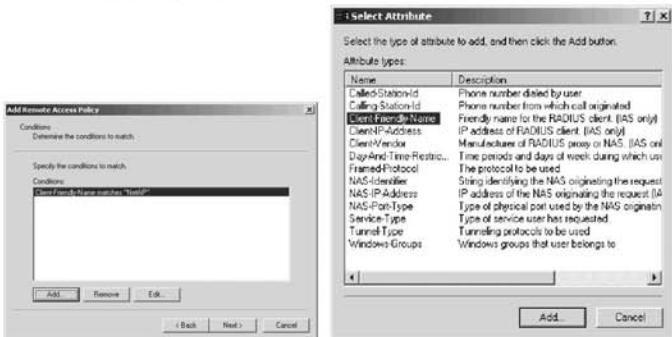 Add Remote Access Policy
Conditions
Determine the conditions to match.
Specify the conditions to match.
Conditions:
Client-Friendly-Name matches
Add...
Remove
Edit...
< Back
Next >
Cancel
Select Attribute
Select the type of attribute to add, and then click the Add button.
Attribute types:
Name Description
Called-Station-Id Phone number dialed by user
Calling-Station-Id Phone number from which call originated
Client-Friendly-Name Friendly name for the RADIUS client. (IAS only)
Client-IP-Address IP address of RADIUS client. (IAS only)
Client-Vendor Manufacturer of RADIUS proxy or NAS. (IAS onl
Day-And-Time-Restric... Time periods and days of week during which use
Framed-Protocol The protocol to be used
NAS-Identifier String identifying the NAS originating the request
NAS-IP-Address IP address of the NAS originating the request (IA
NAS-Port-Type Type of physical port used by the NAS originatin
Service-Type Type of service user has requested
Tunnel-Type Tunneling protocols to be used
Windows-Groups Windows groups that user belongs to
Add...
Cancel